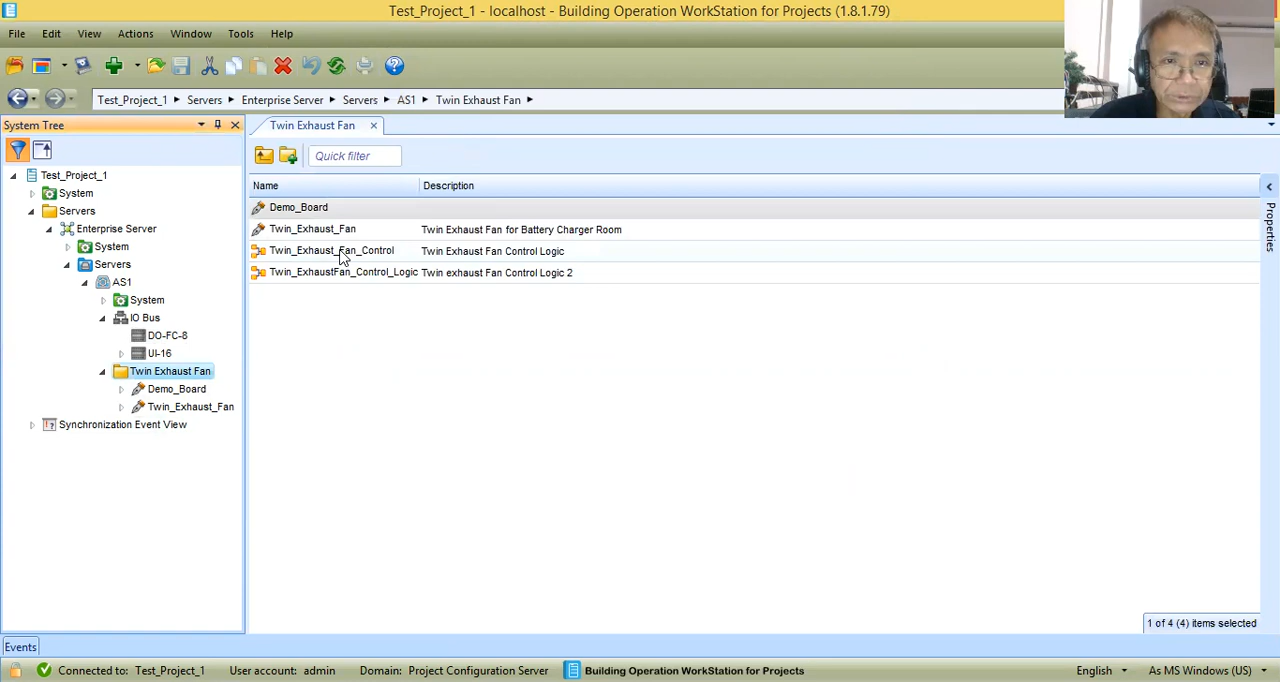 Test_Project_1 - localhost - Building Operation WorkStation for Projects (1.8.1.79)
File Edit View Actions Window Tools Help
Test_Project_1 Servers Enterprise Server Servers AS1 Twin Exhaust Fan
System Tree
Twin Exhaust Fan
Quick filter
Test_Project_1
System
Servers
Enterprise Server
System
Servers
AS1
System
IO Bus
DO-FC-8
UI-16
Twin Exhaust Fan
Demo_Board
Twin_Exhaust_Fan
Synchronization Event View
Name Description
Demo_Board
Twin_Exhaust_Fan Twin Exhaust Fan for Battery Charger Room
Twin_Exhaust_Fan_Control Twin Exhaust Fan Control Logic
Twin_ExhaustFan_Control_Logic Twin exhaust Fan Control Logic 2
Properties
1 of 4 (4) items selected
Events
Connected to: Test_Project_1 User account: admin Domain: Project Configuration Server Building Operation WorkStation for Projects English As MS Windows (US)